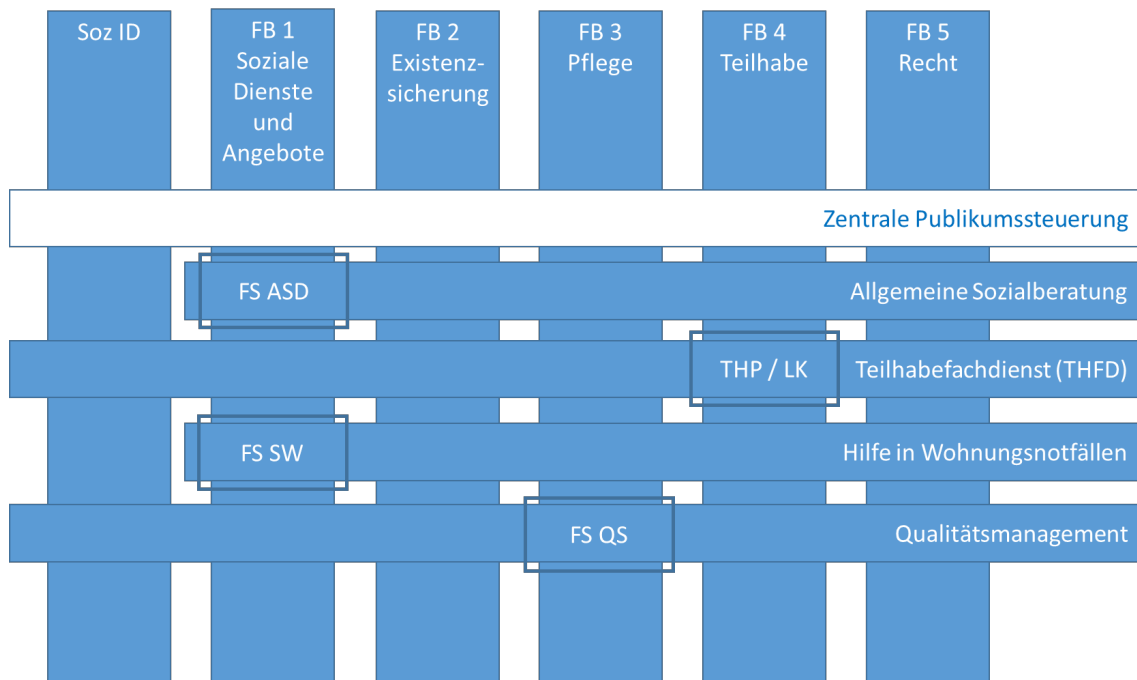 Soz ID
FB 1
Soziale
Dienste
und
Angebote
FB 2
Existenz-
sicherung
FB 3
Pflege
FB 4
Teilhabe
FB 5
Recht
Zentrale Publikumssteuerung
FS ASD
Allgemeine Sozialberatung
THP / LK
Teilhabefachdienst (THFD)
FS SW
Hilfe in Wohnungsnotfällen
FS QS
Qualitätsmanagement